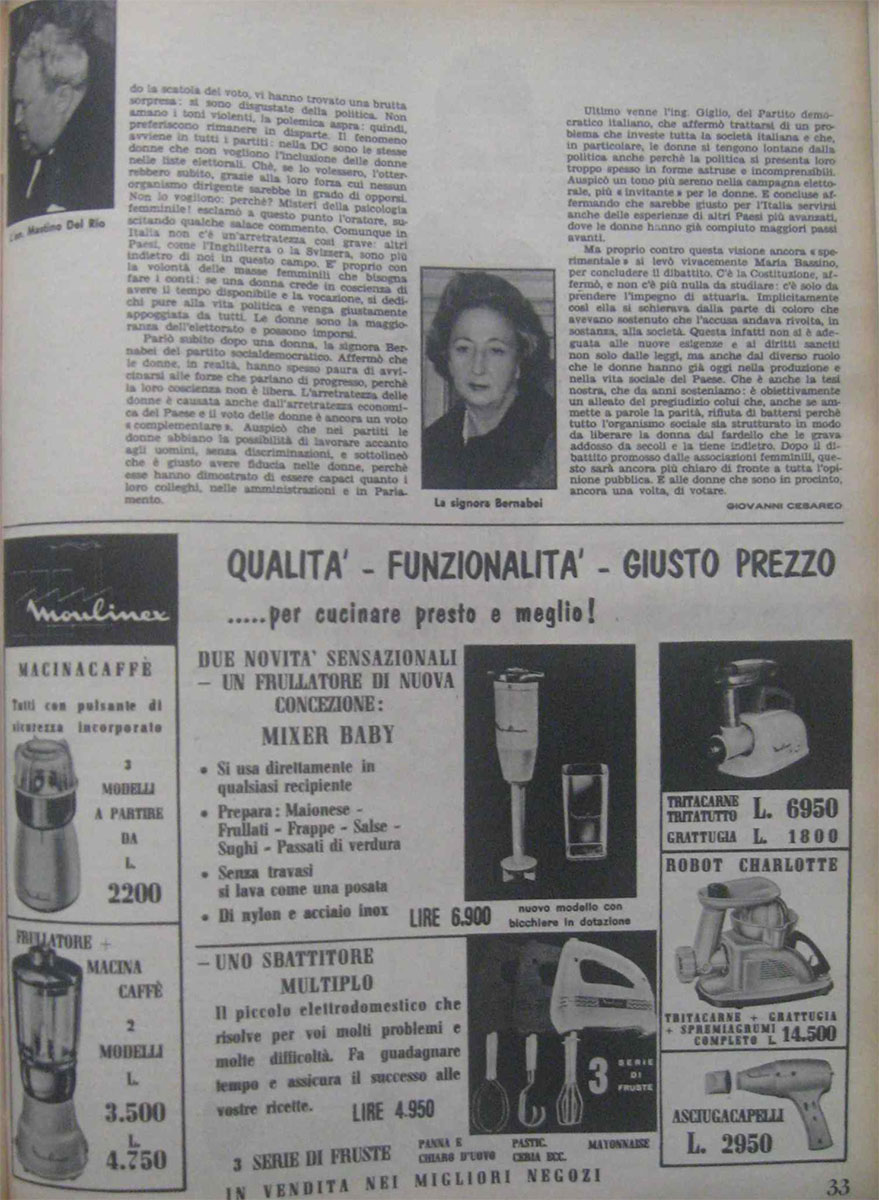 L'on. Mastino Del Rio
do la scatola del voto, vi hanno trovato una brutta
sorpresa: si sono disgustate della politica. Non
amano i toni violenti, la polemica aspra: quindi,
preferiscono rimanere in disparte. Il fenomeno
avviene in tutti i partiti: nella DC sono le stesse
donne che non vogliono l'inclusione delle donne
nelle liste elettorali. Chè, se lo volessero, l'otter-
rebbero subito, grazie alla loro forza cui nessun
organismo dirigente sarebbe in grado di opporsi.
Non lo vogliono: perchè? Misteri della psicologia
femminile! esclamò a questo punto l'oratore, su-
scitando qualche salace commento. Comunque in
Italia non c'è un'arretratezza così grave: altri
Paesi, come l'Inghilterra o la Svizzera, sono più
indietro di noi in questo campo. E' proprio con
la volontà delle masse femminili che bisogna
fare i conti: se una donna crede in coscienza di
avere il tempo disponibile e la vocazione, si dedi-
chi pure alla vita politica e venga giustamente
appoggiata da tutti. Le donne sono la maggio-
ranza dell'elettorato e possono imporsi.
Parlò subito dopo una donna, la signora Ber-
nabei del partito socialdemocratico. Affermò che
le donne, in realtà, hanno spesso paura di avvi-
cinarsi alle forze che parlano di progresso, perchè
la loro coscienza non è libera. L'arretratezza delle
donne è causata anche dall'arretratezza economi-
ca del Paese e il voto delle donne è ancora un voto
« complementare ». Auspicò che nei partiti le
donne abbiano la possibilità di lavorare accanto
agli uomini, senza discriminazioni, e sottolineò
che è giusto avere fiducia nelle donne, perchè
esse hanno dimostrato di essere capaci quanto i
loro colleghi, nelle amministrazioni e in Parla-
mento.
La signora Bernabei
Ultimo venne l'ing. Giglio, del Partito demo-
cratico italiano, che affermò trattarsi di un pro-
blema che investe tutta la società italiana e che,
in particolare, le donne si tengono lontane dalla
politica anche perchè la politica si presenta loro
troppo spesso in forme astruse e incomprensibili.
Auspicò un tono più sereno nella campagna eletto-
rale, più « invitante » per le donne. E concluse af-
fermando che sarebbe giusto per l'Italia servirsi
anche delle esperienze di altri Paesi più avanzati,
dove le donne hanno già compiuto maggiori passi
avanti.
Ma proprio contro questa visione ancora « spe-
rimentale » si levò vivacemente Maria Bassino,
per concludere il dibattito. C'è la Costituzione, af-
fermò, e non c'è più nulla da studiare: c'è solo da
prendere l'impegno di attuarla. Implicitamente
così ella si schierava dalla parte di coloro che
avevano sostenuto che l'accusa andava rivolta, in
sostanza, alla società. Questa infatti non si è ade-
guata alle nuove esigenze e ai diritti sanciti
non solo dalle leggi, ma anche dal diverso ruolo
che le donne hanno già oggi nella produzione e
nella vita sociale del Paese. Che è anche la tesi
nostra, che da anni sosteniamo: è obiettivamente
un alleato del pregiudizio colui che, anche se am-
mette a parole la parità, rifiuta di battersi perchè
tutto l'organismo sociale sia strutturato in modo
da liberare la donna dal fardello che le grava
addosso da secoli e la tiene indietro. Dopo il di-
battito promosso dalle associazioni femminili, que-
sto sarà ancora più chiaro di fronte a tutta l'opi-
nione pubblica. E alle donne che sono in procinto,
ancora una volta, di votare.
GIOVANNI CESAREO
Moulinex
QUALITA' - FUNZIONALITA' - GIUSTO PREZZO
.....per cucinare presto e meglio!
MACINACAFFÈ
Tutti con pulsante di
sicurezza incorporato
3
MODELLI
A PARTIRE
DA
L.
2200
FRULLATORE +
MACINA
CAFFÈ
2
MODELLI
L.
3.500
L.
4.750
DUE NOVITA' SENSAZIONALI
- UN FRULLATORE DI NUOVA
CONCEZIONE:
MIXER BABY
• Si usa direttamente in
qualsiasi recipiente
• Prepara: Maionese -
Frullati - Frappe - Salse -
Sughi - Passati di verdura
• Senza travasi
si lava come una posata
• Di nylon e acciaio inox
LIRE 6.900
nuovo modello con
bicchiere in dotazione
- UNO SBATTITORE
MULTIPLO
Il piccolo elettrodomestico che
risolve per voi molti problemi e
molte difficoltà. Fa guadagnare
tempo e assicura il successo alle
vostre ricette.
LIRE 4.950
3 SERIE
DI
FRUSTE
3 SERIE DI FRUSTE
PANNA E
CHIARO D'UOVO
PASTIC.
CERIA ECC.
MAYONNAISE
IN VENDITA NEI MIGLIORI NEGOZI
TRITACARNE
TRITATUTTO L. 6950
GRATTUGIA L. 1800
ROBOT CHARLOTTE
TRITACARNE + GRATTUGIA
+ SPREMIAGRUMI
COMPLETO L. 14.500
ASCIUGACAPELLI
L. 2950
33